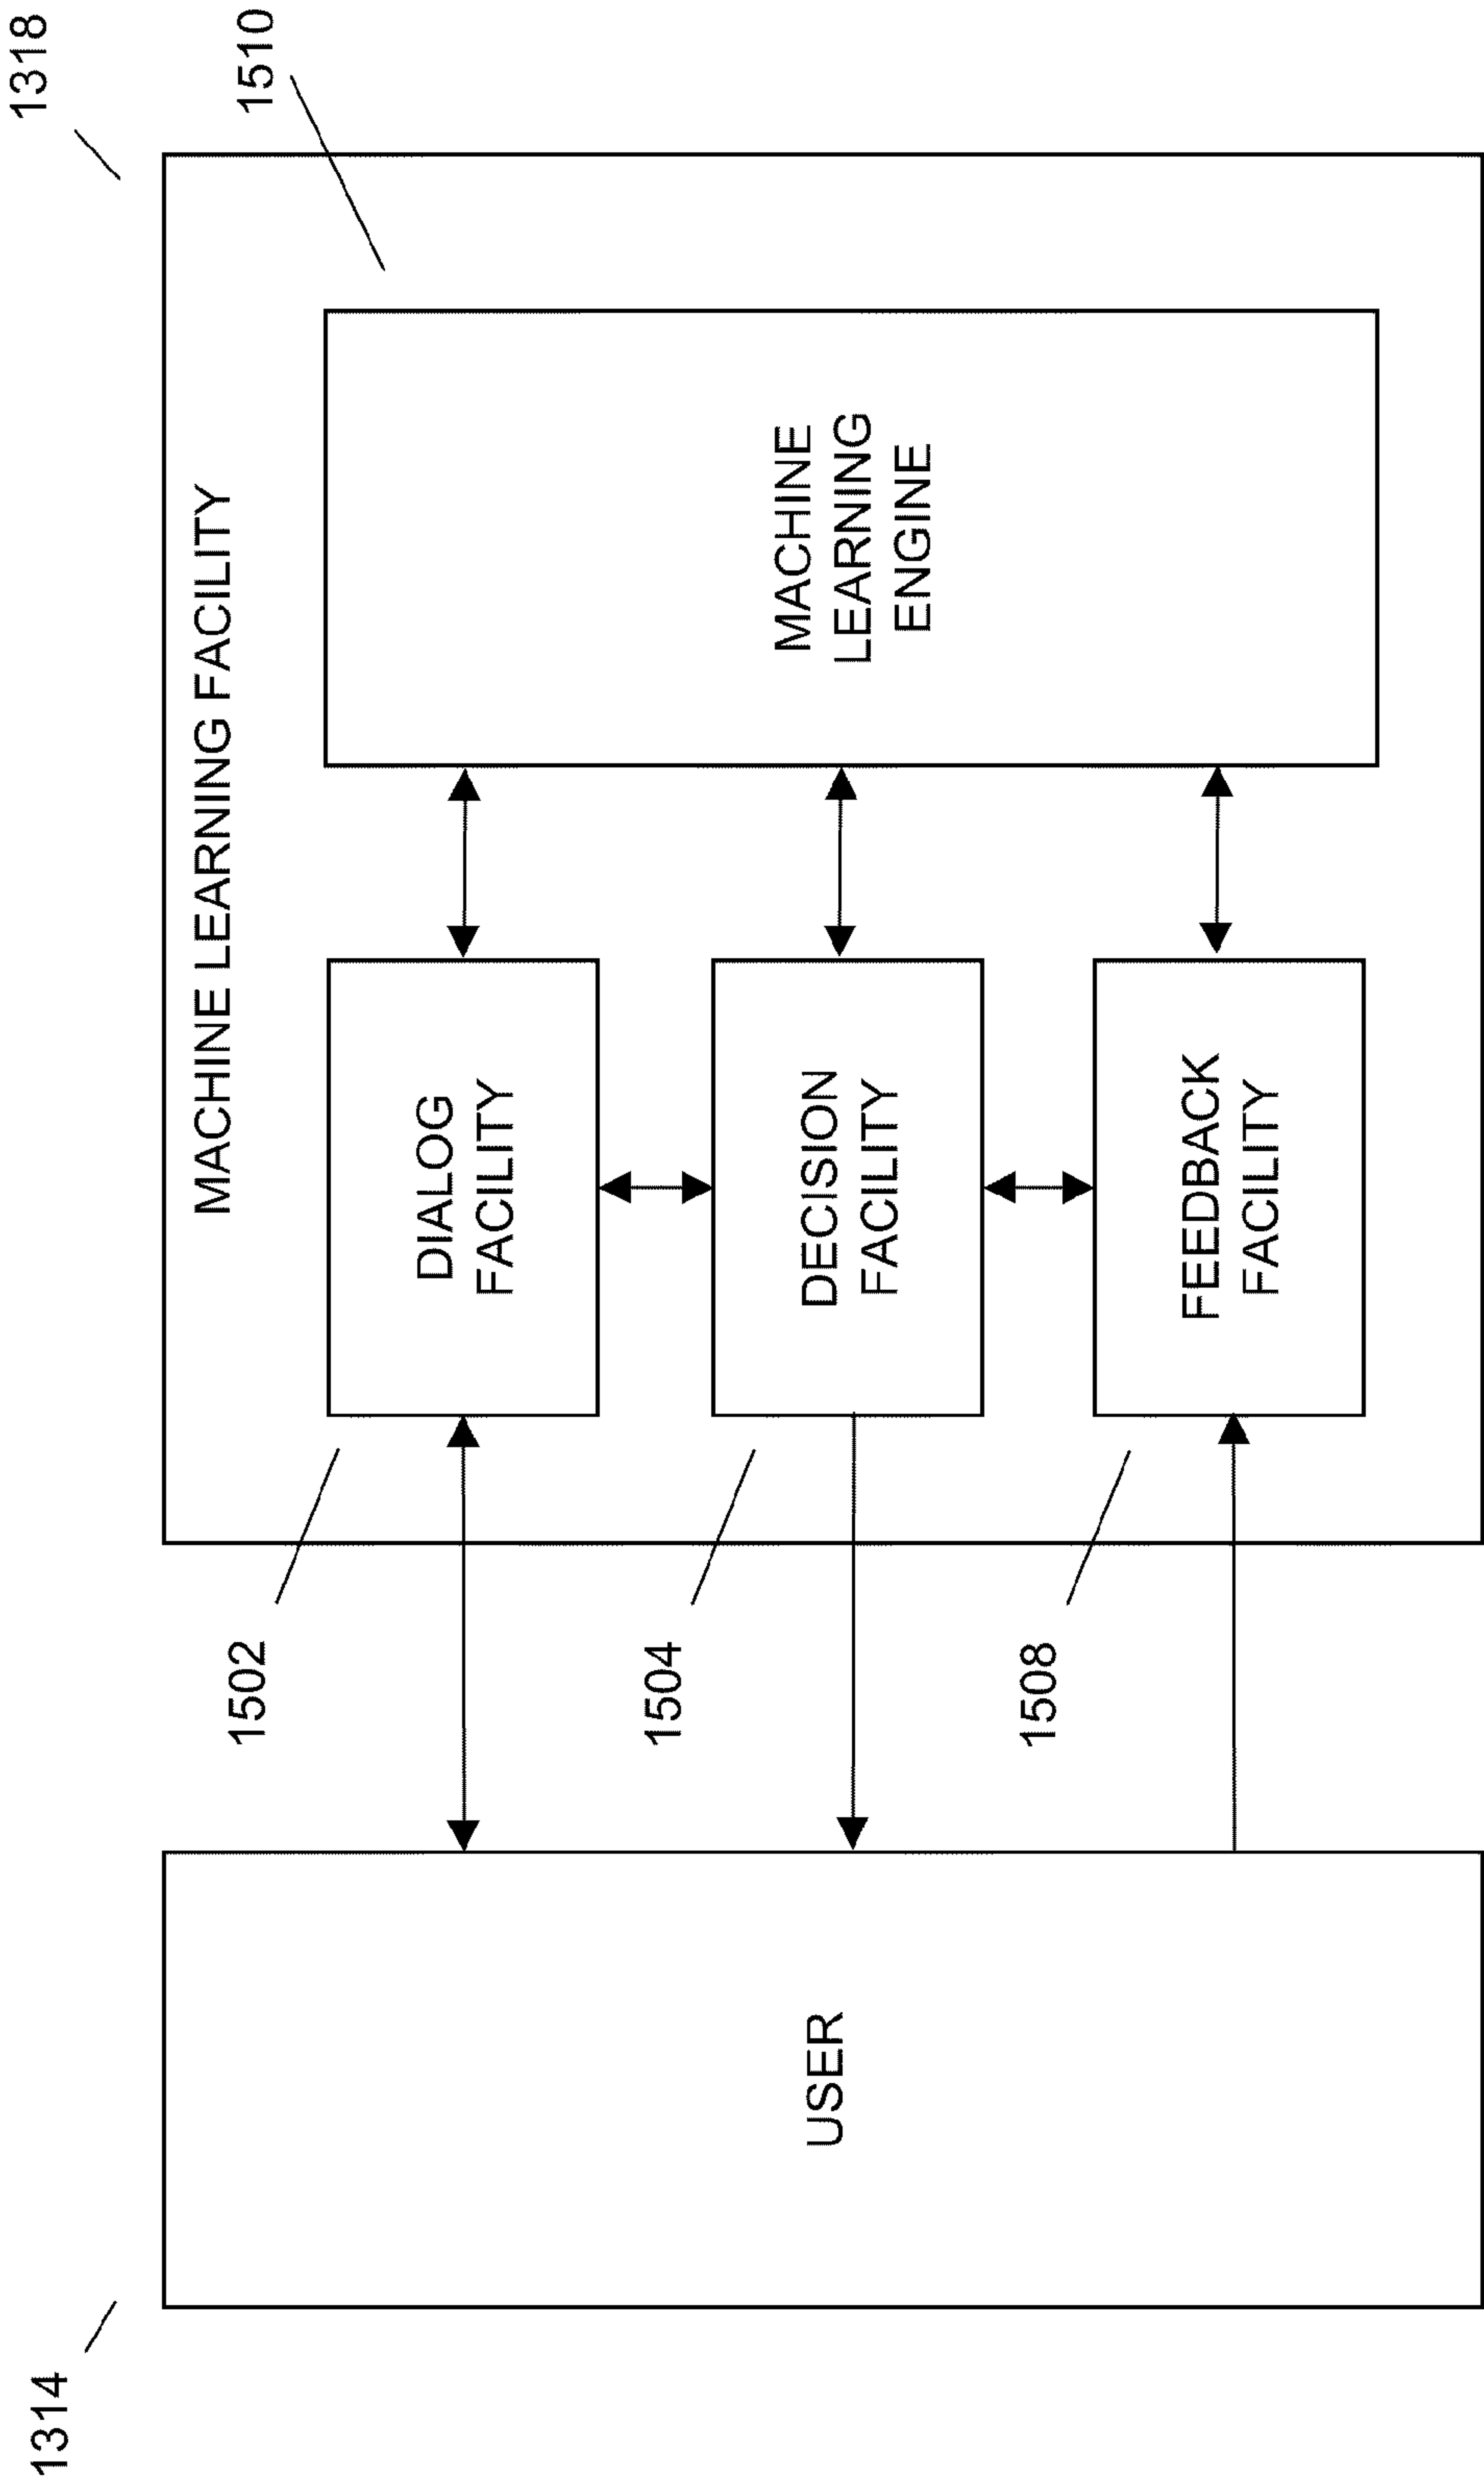 1314
1318
USER
MACHINE LEARNING FACILITY
1502
DIALOG
FACILITY
1504
DECISION
FACILITY
1508
FEEDBACK
FACILITY
1510
MACHINE
LEARNING
ENGINE